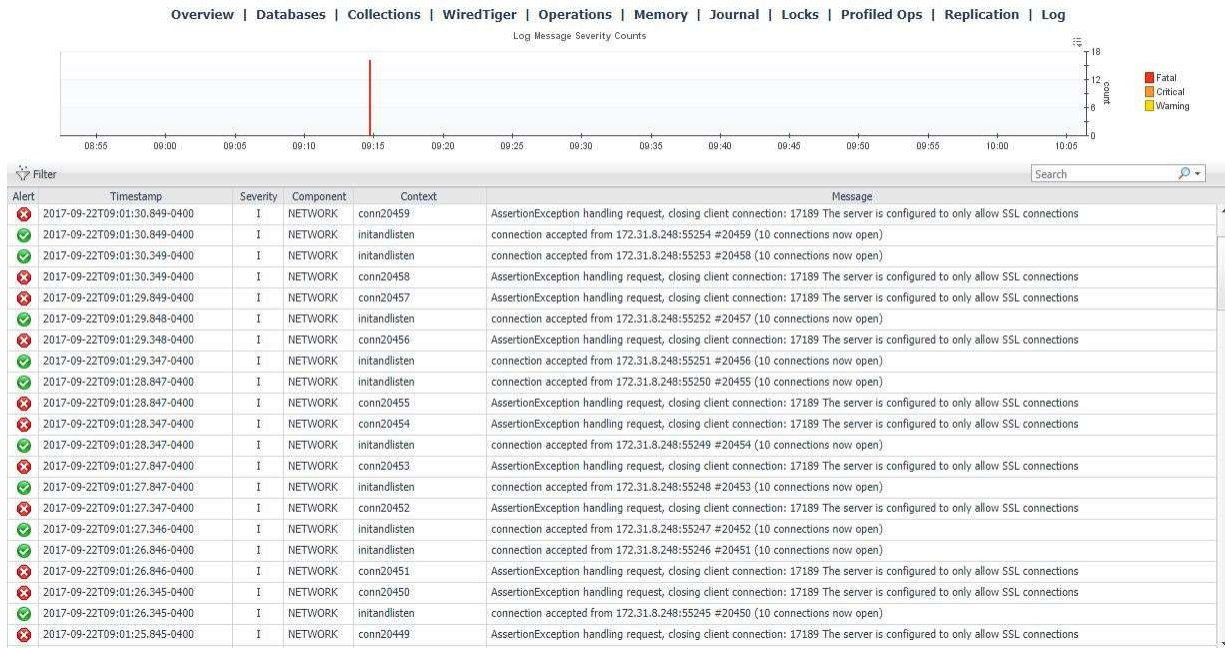 Overview | Databases | Collections | WiredTiger | Operations | Memory | Journal | Locks | Profiled Ops | Replication | Log
Log Message Severity Counts
18
12
6
0
count
Fatal
Critical
Warning
08:55 09:00 09:05 09:10 09:15 09:20 09:25 09:30 09:35 09:40 09:45 09:50 09:55 10:00 10:05
Filter Search
Alert Timestamp Severity Component Context Message
2017-09-22T09:01:30.849-0400 I NETWORK conn20459 AssertionException handling request, closing client connection: 17189 The server is configured to only allow SSL connections
2017-09-22T09:01:30.849-0400 I NETWORK initandlisten connection accepted from 172.31.8.248:55254 #20459 (10 connections now open)
2017-09-22T09:01:30.349-0400 I NETWORK initandlisten connection accepted from 172.31.8.248:55253 #20458 (10 connections now open)
2017-09-22T09:01:30.349-0400 I NETWORK conn20458 AssertionException handling request, closing client connection: 17189 The server is configured to only allow SSL connections
2017-09-22T09:01:29.849-0400 I NETWORK conn20457 AssertionException handling request, closing client connection: 17189 The server is configured to only allow SSL connections
2017-09-22T09:01:29.848-0400 I NETWORK initandlisten connection accepted from 172.31.8.248:55252 #20457 (10 connections now open)
2017-09-22T09:01:29.348-0400 I NETWORK conn20456 AssertionException handling request, closing client connection: 17189 The server is configured to only allow SSL connections
2017-09-22T09:01:29.347-0400 I NETWORK initandlisten connection accepted from 172.31.8.248:55251 #20456 (10 connections now open)
2017-09-22T09:01:28.847-0400 I NETWORK initandlisten connection accepted from 172.31.8.248:55250 #20455 (10 connections now open)
2017-09-22T09:01:28.847-0400 I NETWORK conn20455 AssertionException handling request, closing client connection: 17189 The server is configured to only allow SSL connections
2017-09-22T09:01:28.347-0400 I NETWORK conn20454 AssertionException handling request, closing client connection: 17189 The server is configured to only allow SSL connections
2017-09-22T09:01:28.347-0400 I NETWORK initandlisten connection accepted from 172.31.8.248:55249 #20454 (10 connections now open)
2017-09-22T09:01:27.847-0400 I NETWORK conn20453 AssertionException handling request, closing client connection: 17189 The server is configured to only allow SSL connections
2017-09-22T09:01:27.847-0400 I NETWORK initandlisten connection accepted from 172.31.8.248:55248 #20453 (10 connections now open)
2017-09-22T09:01:27.347-0400 I NETWORK conn20452 AssertionException handling request, closing client connection: 17189 The server is configured to only allow SSL connections
2017-09-22T09:01:27.346-0400 I NETWORK initandlisten connection accepted from 172.31.8.248:55247 #20452 (10 connections now open)
2017-09-22T09:01:26.846-0400 I NETWORK initandlisten connection accepted from 172.31.8.248:55246 #20451 (10 connections now open)
2017-09-22T09:01:26.846-0400 I NETWORK conn20451 AssertionException handling request, closing client connection: 17189 The server is configured to only allow SSL connections
2017-09-22T09:01:26.345-0400 I NETWORK conn20450 AssertionException handling request, closing client connection: 17189 The server is configured to only allow SSL connections
2017-09-22T09:01:26.345-0400 I NETWORK initandlisten connection accepted from 172.31.8.248:55245 #20450 (10 connections now open)
2017-09-22T09:01:25.845-0400 I NETWORK conn20449 AssertionException handling request, closing client connection: 17189 The server is configured to only allow SSL connections